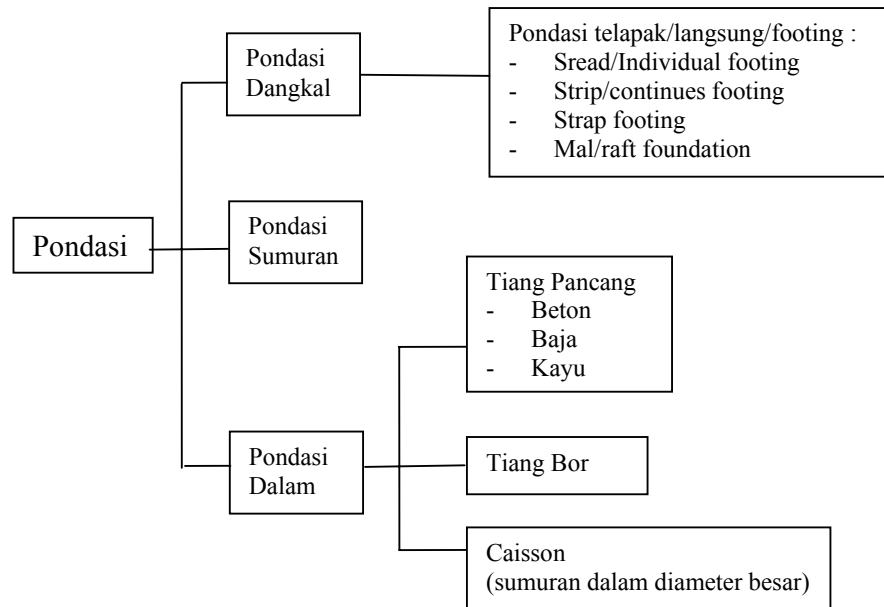 Pondasi
Pondasi
Dangkal
Pondasi telapak/langsung/footing :
- Sread/Individual footing
- Strip/continues footing
- Strap footing
- Mal/raft foundation
Pondasi
Sumuran
Pondasi
Dalam
Tiang Pancang
- Beton
- Baja
- Kayu
Tiang Bor
Caisson
(sumuran dalam diameter besar)